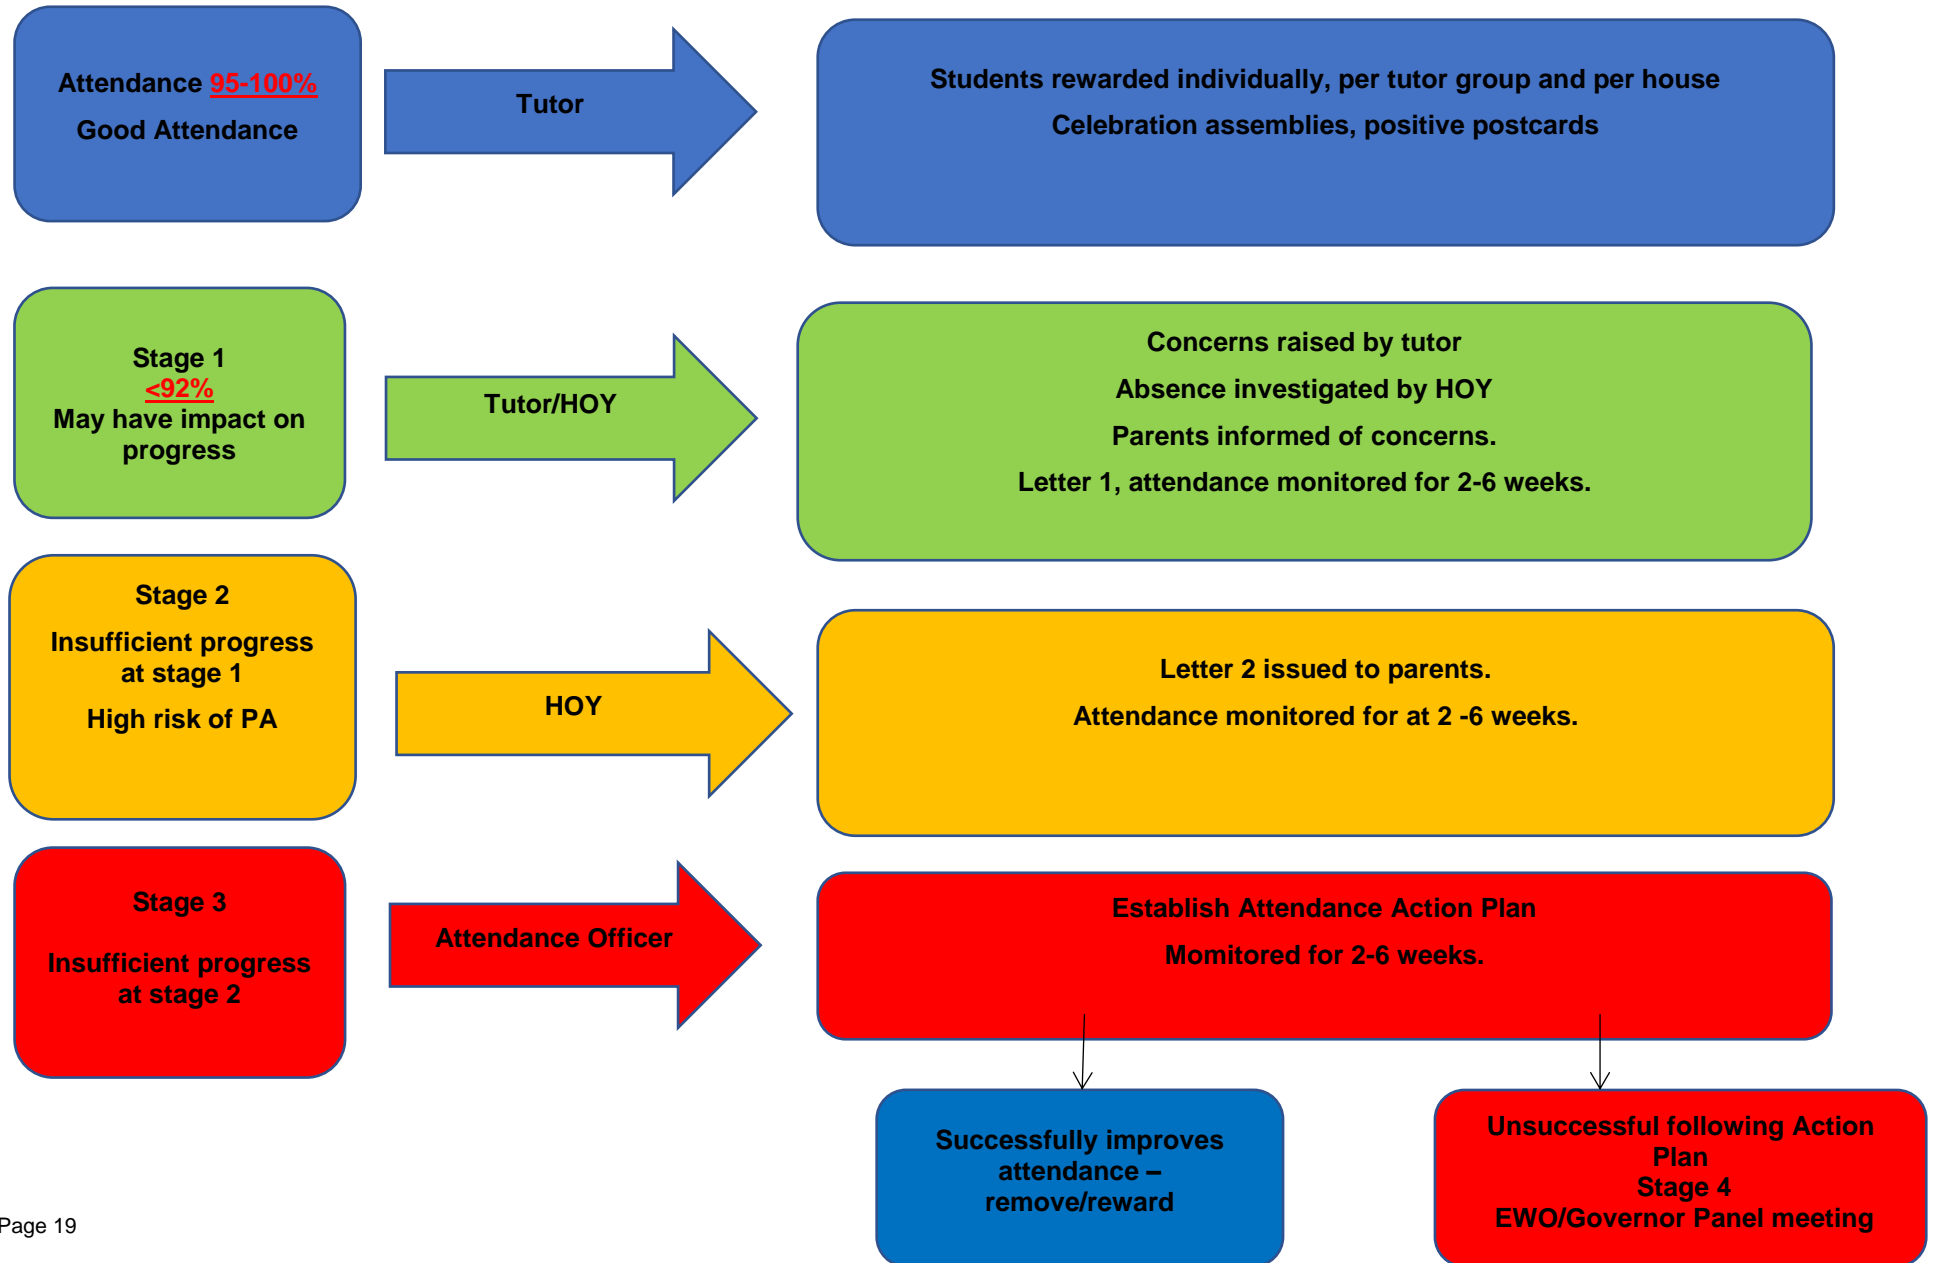 Attendance 95-100%
Good Attendance
Tutor
Students rewarded individually, per tutor group and per house
Celebration assemblies, positive postcards
Stage 1
<92%
May have impact on
progress
Tutor/HOY
Concerns raised by tutor
Absence investigated by HOY
Parents informed of concerns.
Letter 1, attendance monitored for 2-6 weeks.
Stage 2
Insufficient progress
at stage 1
High risk of PA
HOY
Letter 2 issued to parents.
Attendance monitored for at 2 -6 weeks.
Stage 3
Insufficient progress
at stage 2
Attendance Officer
Establish Attendance Action Plan
Momitored for 2-6 weeks.
Successfully improves
attendance –
remove/reward
Unsuccessful following Action
Plan
Stage 4
EWO/Governor Panel meeting
Page 19